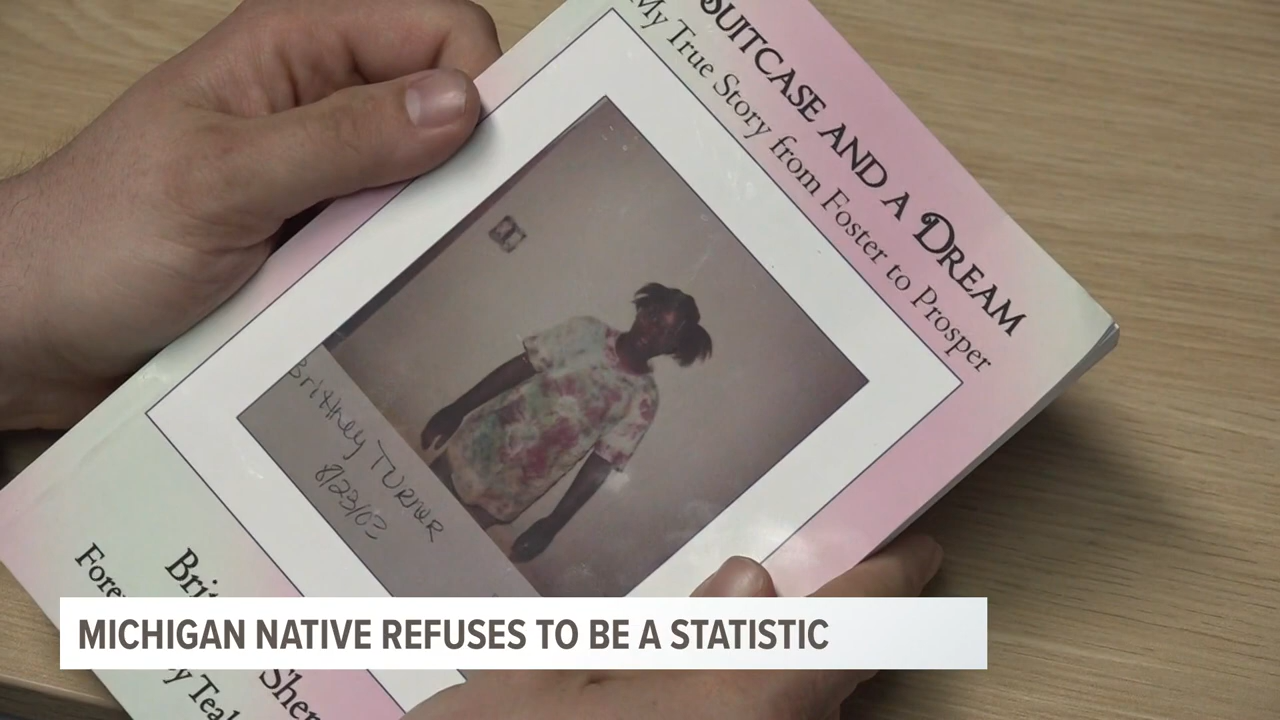 SUITCASE AND A DREAM
My True Story from Foster to Prosper
Brittney TURNER
8/23/03
MICHIGAN NATIVE REFUSES TO BE A STATISTIC